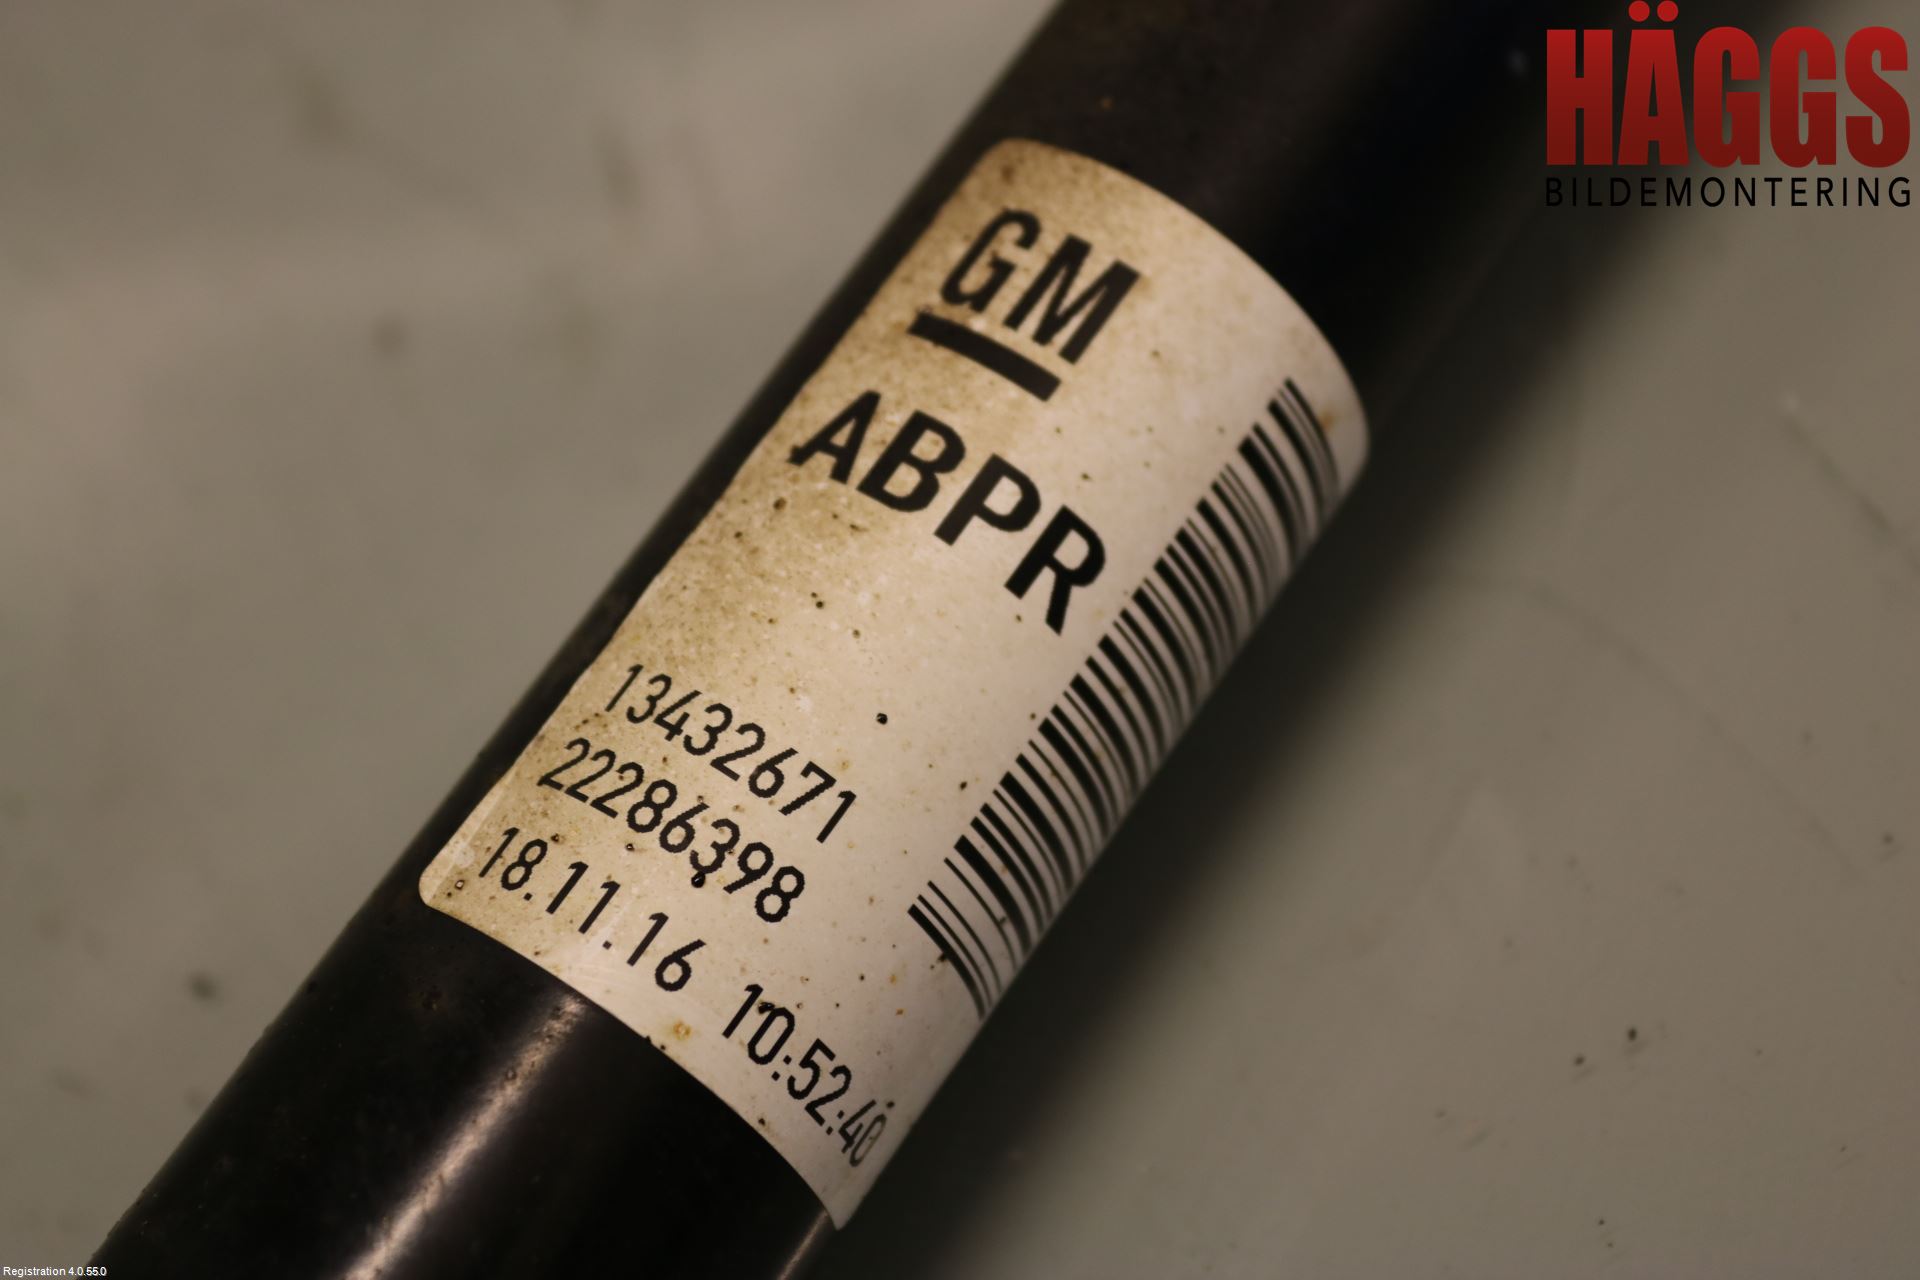 HÄGGS
BILDEMONTERING
GM
ABPR
13432671
22286398
18.11.16 10.52.40
Registration 4.0.55.0